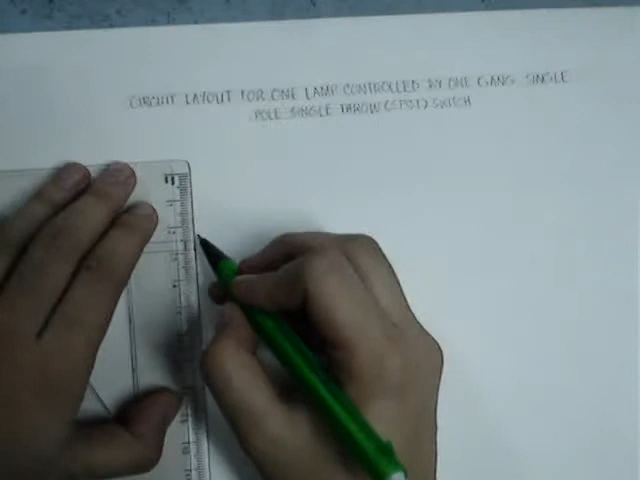 CIRCUIT LAYOUT FOR ONE LAMP CONTROLLED BY ONE GANG SINGLE
POLE SINGLE THROW (SPST) SWITCH